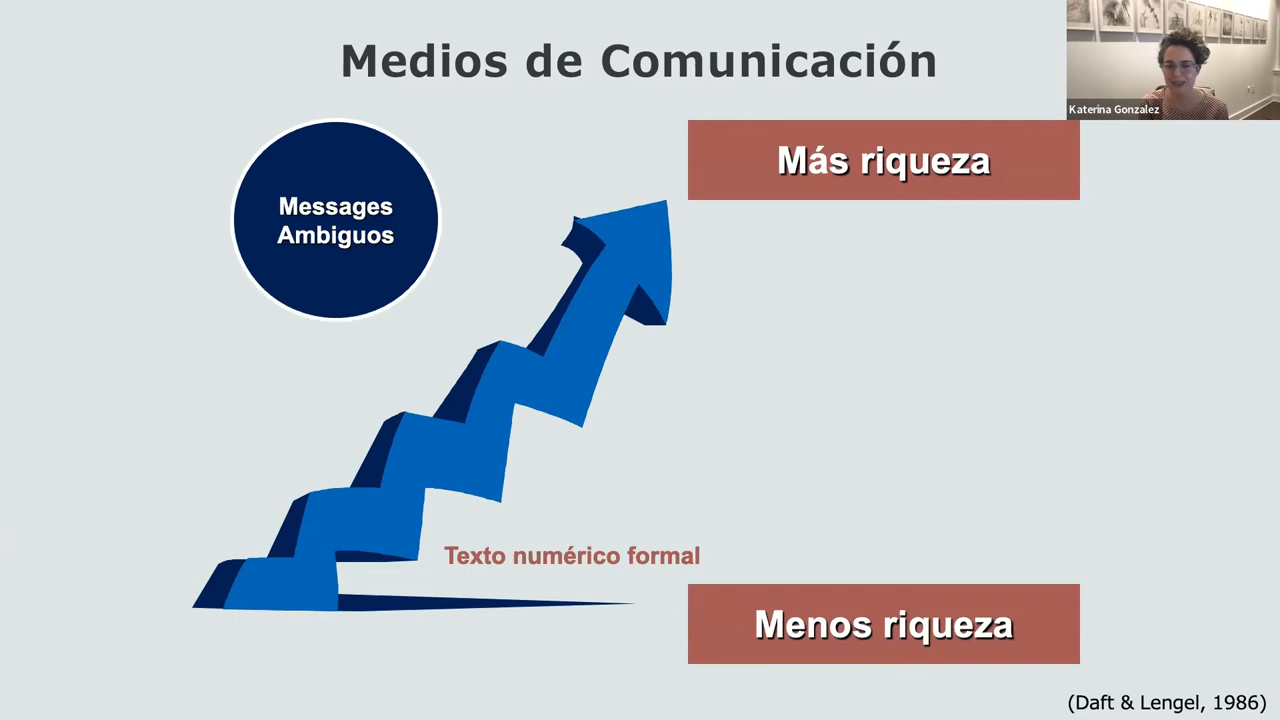 Medios de Comunicación
Katerina Gonzalez
Más riqueza
Messages
Ambiguos
Texto numérico formal
Menos riqueza
(Daft & Lengel, 1986)